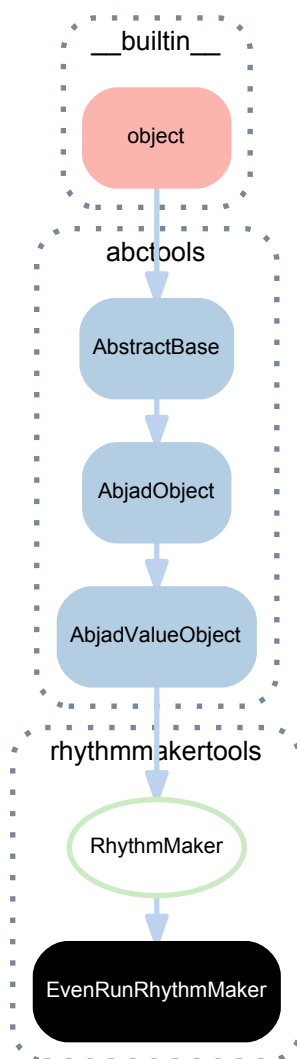 __builtin__
object
abctools
AbstractBase
AbjadObject
AbjadValueObject
rhythmmakertools
RhythmMaker
EvenRunRhythmMaker